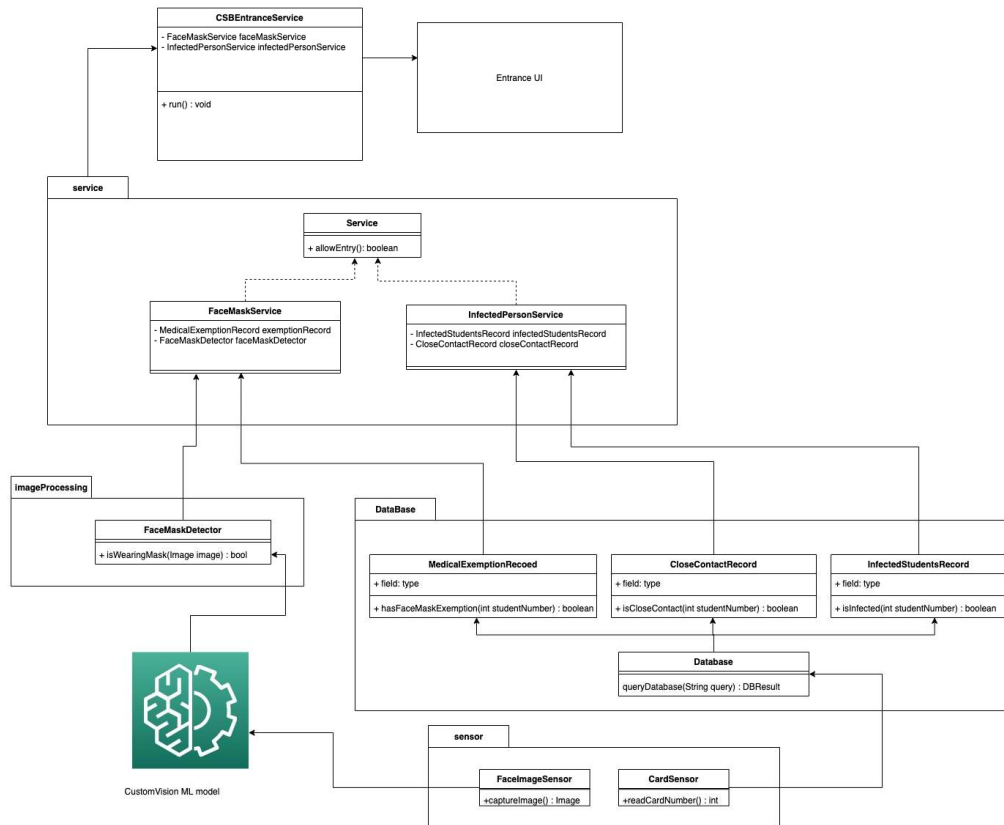 CSBEntranceService
- FaceMaskService faceMaskService
- InfectedPersonService infectedPersonService
+ run() : void
Entrance UI
service
Service
+ allowEntry(): boolean
FaceMaskService
- MedicalExemptionRecord exemptionRecord
- FaceMaskDetector faceMaskDetector
InfectedPersonService
- InfectedStudentsRecord infectedStudentsRecord
- CloseContactRecord closeContactRecord
imageProcessing
FaceMaskDetector
+ isWearingMask(Image image) : bool
DataBase
MedicalExemptionRecoed
+ field: type
+ hasFaceMaskExemption(int studentNumber) : boolean
CloseContactRecord
+ field: type
+ isCloseContact(int studentNumber) : boolean
InfectedStudentsRecord
+ field: type
+ isInfected(int studentNumber) : boolean
Database
queryDatabase(String query) : DBResult
CustomVision ML model
sensor
FaceImageSensor
+captureImage() : Image
CardSensor
+readCardNumber() : int